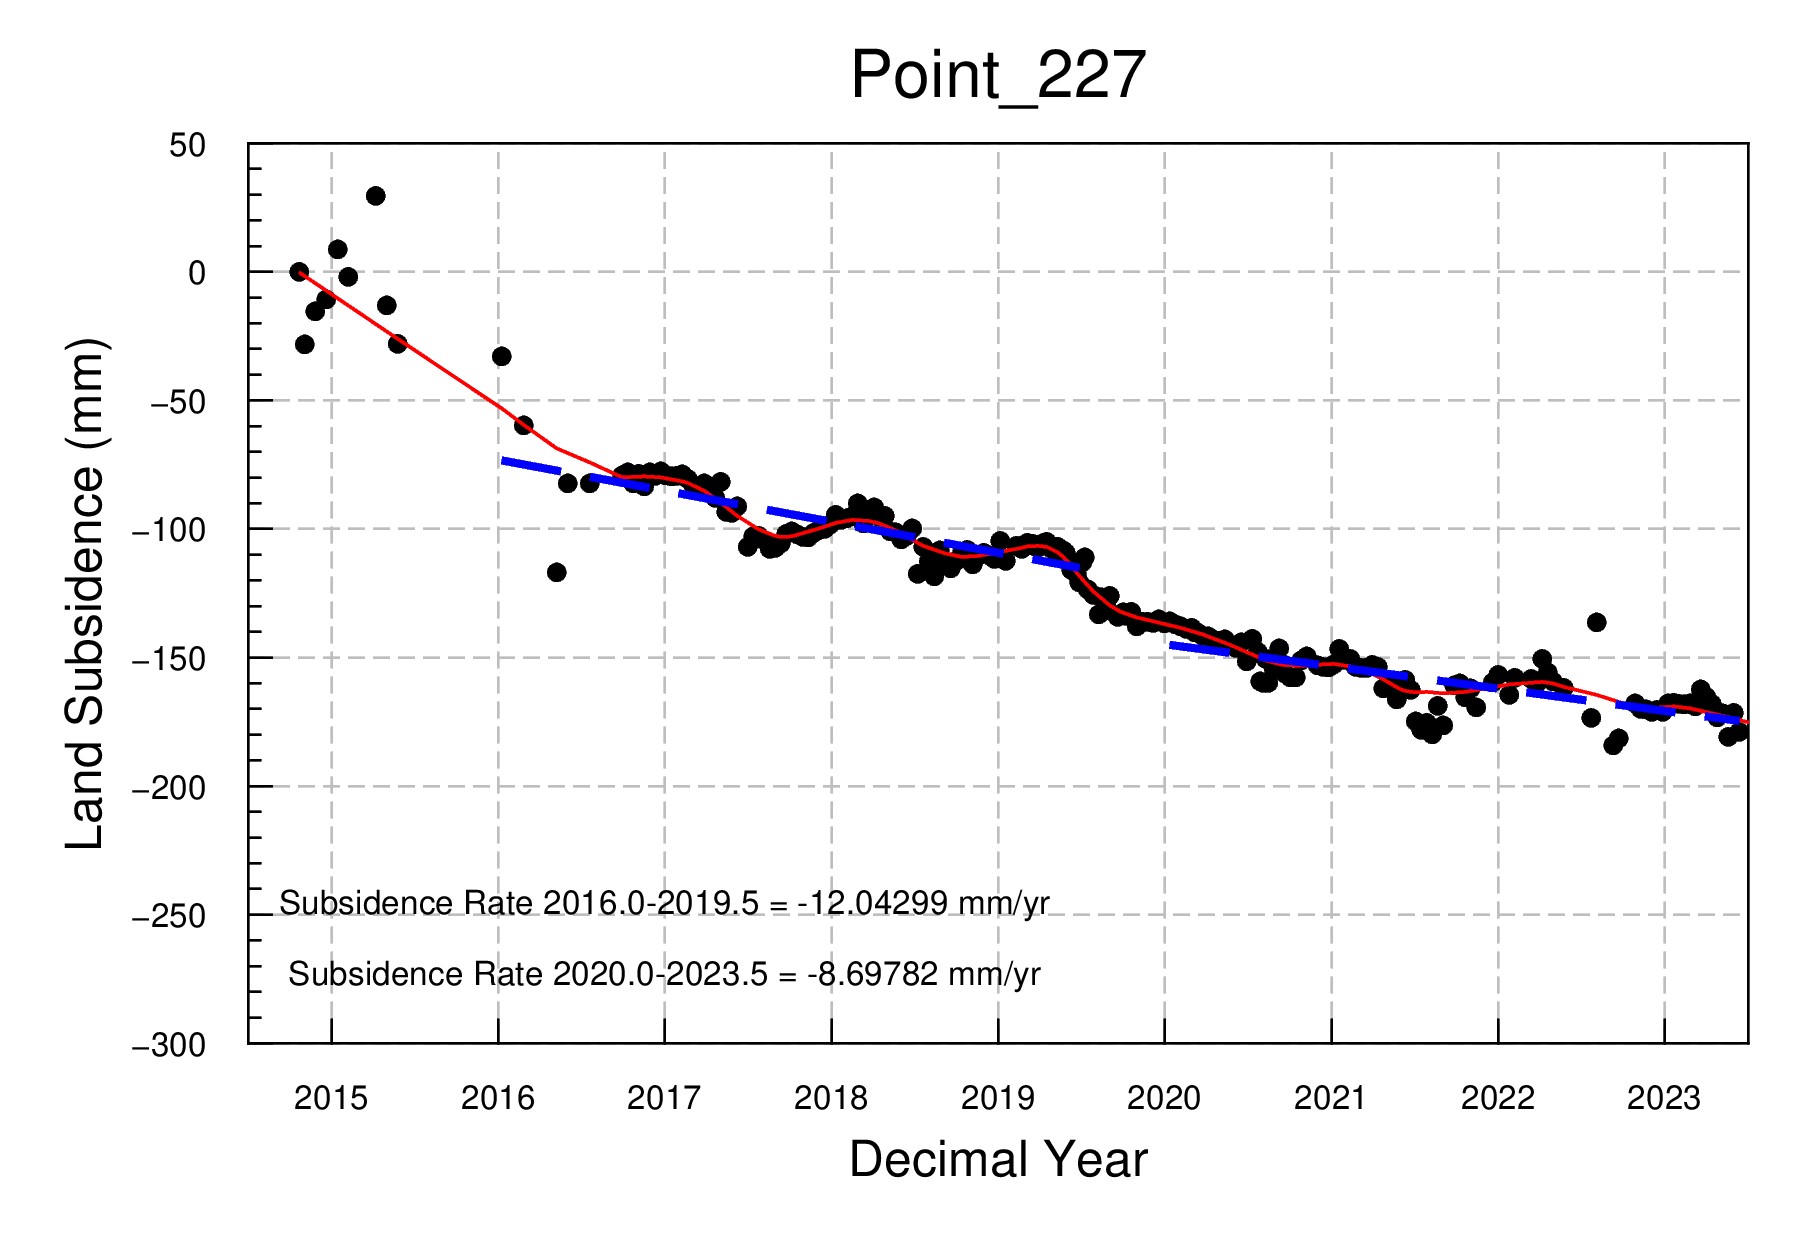 Point_227
50
0
−50
−100
−150
−200
−250
−300
Land Subsidence (mm)
Subsidence Rate 2016.0-2019.5 = -12.04299 mm/yr
Subsidence Rate 2020.0-2023.5 = -8.69782 mm/yr
2015 2016 2017 2018 2019 2020 2021 2022 2023
Decimal Year